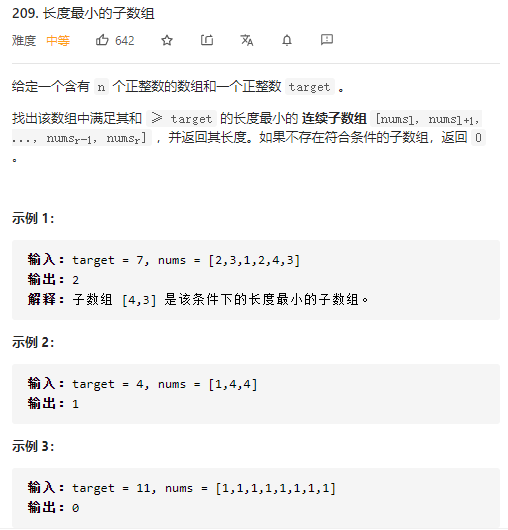 209. 长度最小的子数组
难度 中等 642
给定一个含有 n 个正整数的数组和一个正整数 target 。
找出该数组中满足其和 ≥ target 的长度最小的 连续子数组 [numsl, numsl+1,
..., numsr-1, numsr] ，并返回其长度。如果不存在符合条件的子数组，返回 0
。
示例 1：
输入：target = 7, nums = [2,3,1,2,4,3]
输出：2
解释：子数组 [4,3] 是该条件下的长度最小的子数组。
示例 2：
输入：target = 4, nums = [1,4,4]
输出：1
示例 3：
输入：target = 11, nums = [1,1,1,1,1,1,1,1]
输出：0